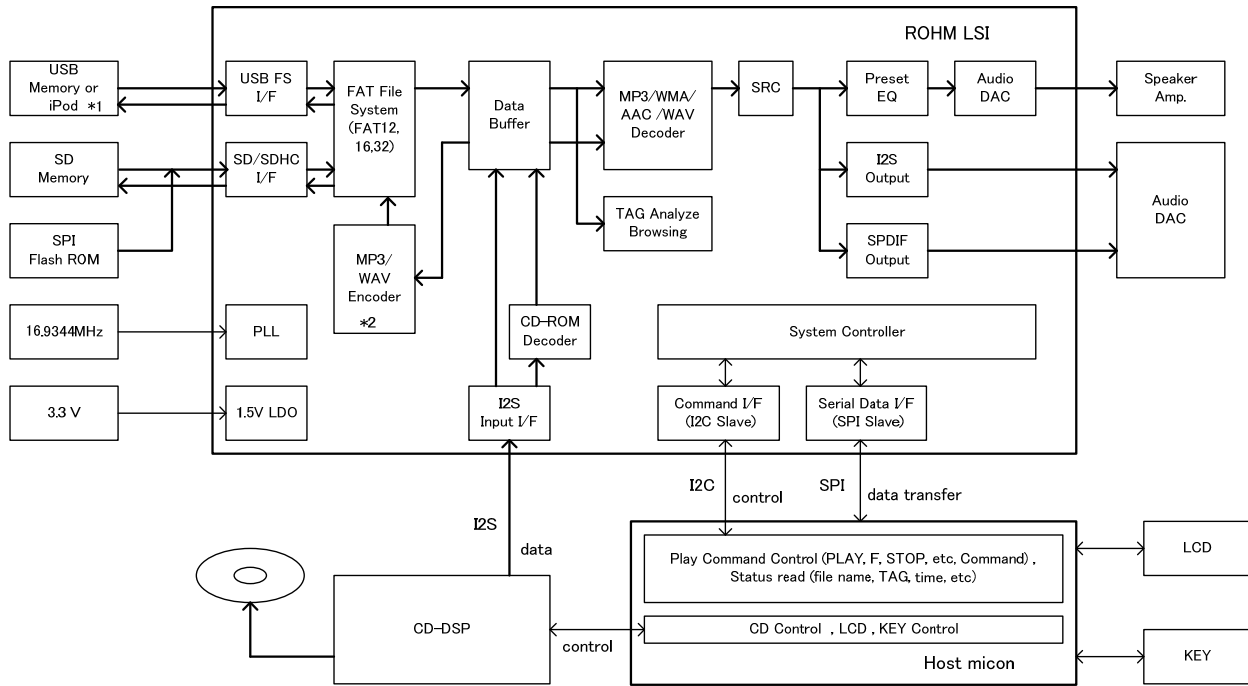 ROHM LSI
USB
Memory or
iPod *1
USB FS
I/F
FAT File
System
(FAT12,
16,32)
Data
Buffer
MP3/WMA/
AAC /WAV
Decoder
SRC
Preset
EQ
Audio
DAC
Speaker
Amp.
SD
Memory
SD/SDHC
I/F
I2S
Output
Audio
DAC
SPI
Flash ROM
MP3/
WAV
Encoder
*2
TAG Analyze
Browsing
SPDIF
Output
16.9344MHz
PLL
CD-ROM
Decoder
System Controller
3.3 V
1.5V LDO
I2S
Input I/F
Command I/F
(I2C Slave)
Serial Data I/F
(SPI Slave)
I2C
control
SPI
data transfer
I2S
data
Play Command Control (PLAY, F, STOP, etc, Command) ,
Status read (file name, TAG, time, etc)
LCD
CD-DSP
control
CD Control , LCD , KEY Control
Host micon
KEY